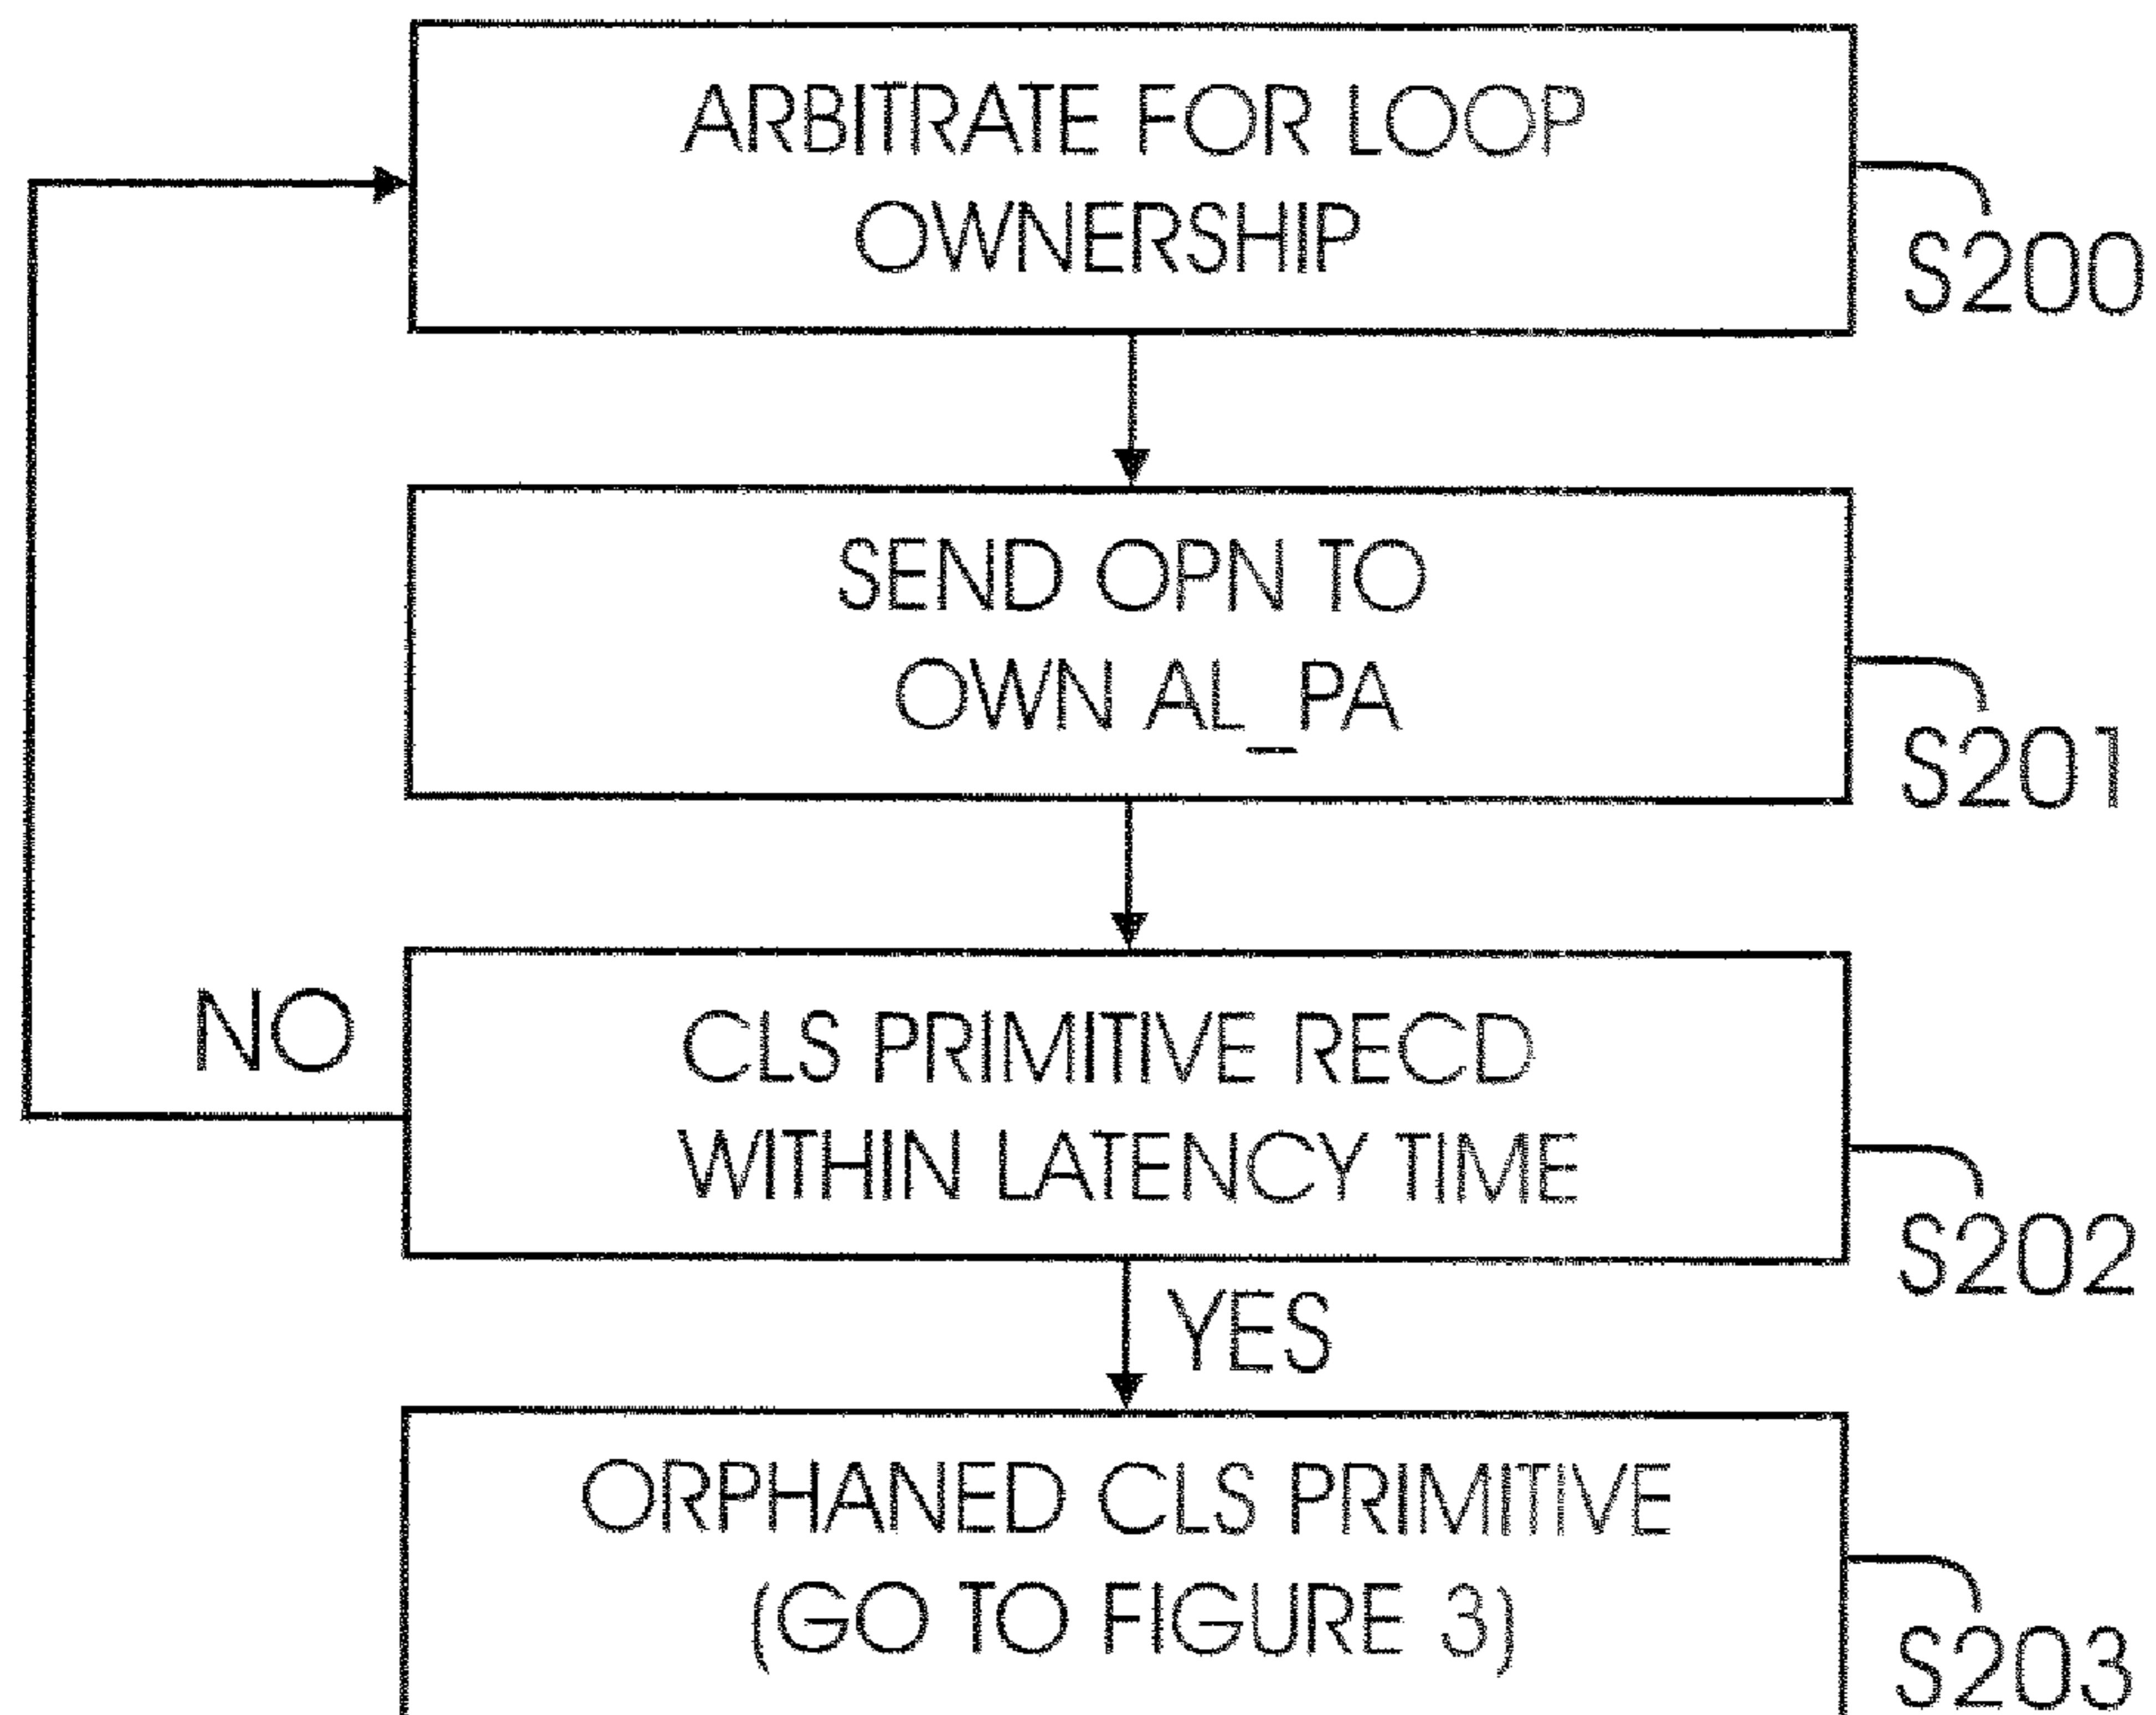 ARBITRATE FOR LOOP
OWNERSHIP
S200
SEND OPN TO
OWN AL_PA
S201
NO
CLS PRIMITIVE RECD
WITHIN LATENCY TIME
S202
YES
ORPHANED CLS PRIMITIVE
(GO TO FIGURE 3)
S203